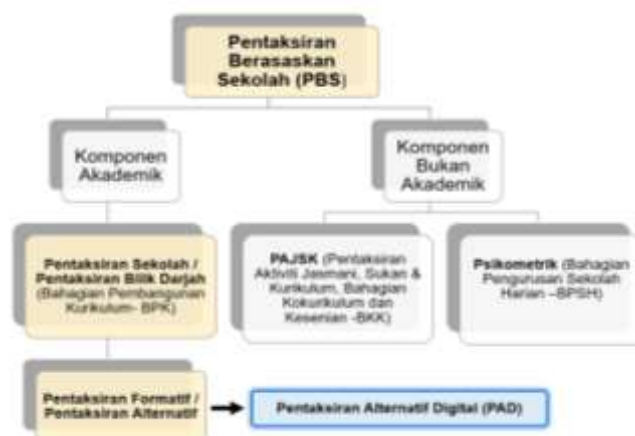 Pentaksiran
Berasaskan
Sekolah (PBS)
Komponen
Akademik
Komponen
Bukan
Akademik
Pentaksiran Sekolah /
Pentaksiran Bilik Darjah
(Bahagian Pembangunan
Kurikulum- BPK)
PAJSK (Pentaksiran
Aktiviti Jasmani, Sukan &
Kurikulum, Bahagian
Kokurikulum dan
Kesenian -BKK)
Psikometrik (Bahagian
Pengurusan Sekolah
Harian –BPSH)
Pentaksiran Formatif /
Pentaksiran Alternatif
Pentaksiran Alternatif Digital (PAD)